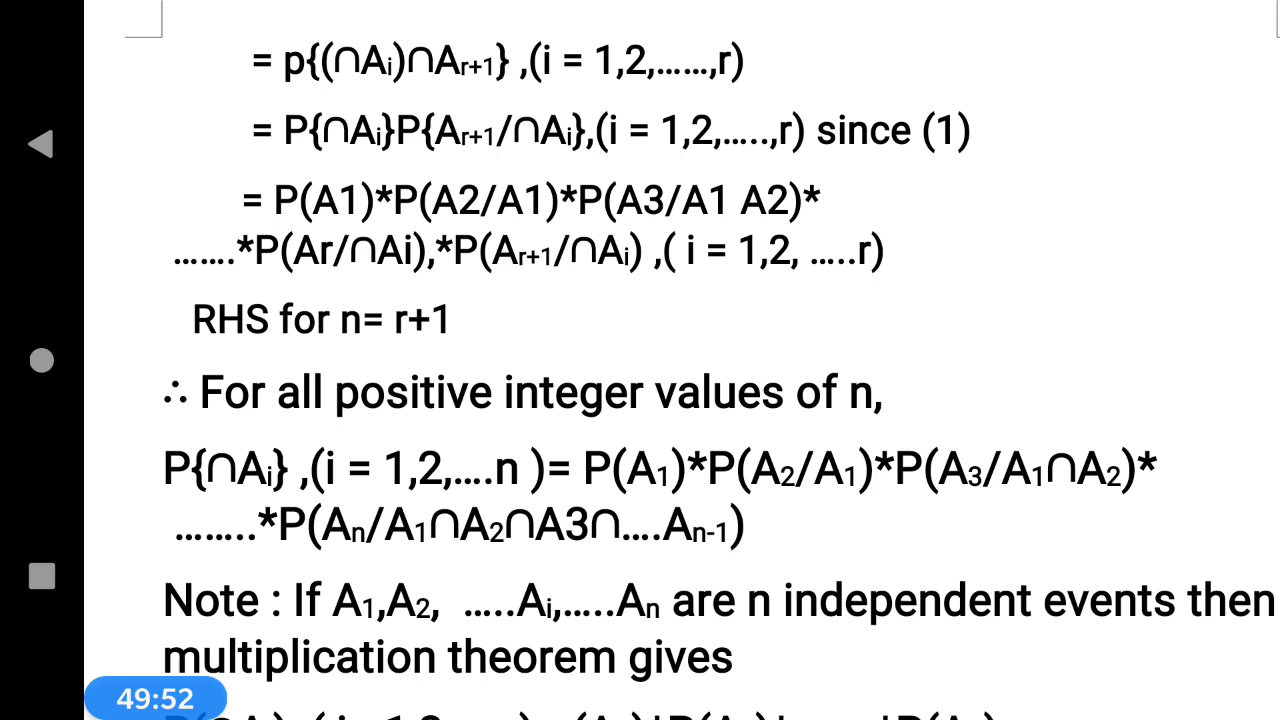 = p{(∩Aᵢ)∩Aᵣ₊₁} ,(i = 1,2,……,r)
= P{∩Aᵢ}P{Aᵣ₊₁/∩Aᵢ},(i = 1,2,…..,r) since (1)
= P(A1)*P(A2/A1)*P(A3/A1 A2)*
…….*P(Ar/∩Ai),*P(Aᵣ₊₁/∩Aᵢ) ,( i = 1,2, …..r)
RHS for n= r+1
∴ For all positive integer values of n,
P{∩Aᵢ} ,(i = 1,2,….n )= P(A₁)*P(A₂/A₁)*P(A₃/A₁∩A₂)*
……..*P(Aₙ/A₁∩A₂∩A3∩….Aₙ₋₁)
Note : If A₁,A₂, …..Aᵢ,…..Aₙ are n independent events then
multiplication theorem gives
49:52